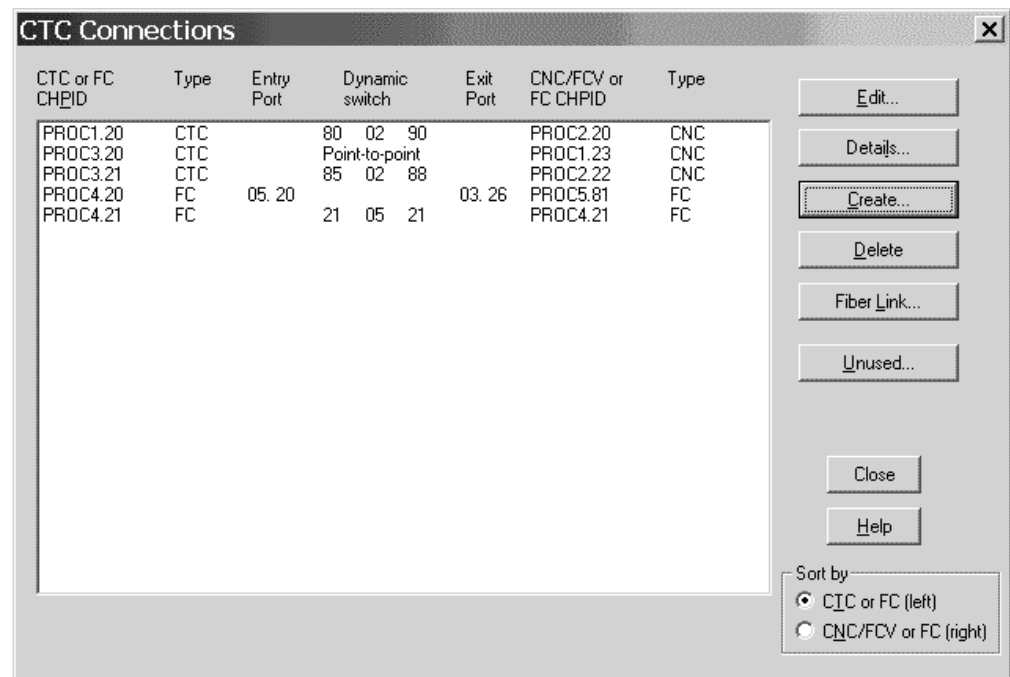 CTC Connections
CTC or FC CHPID Type Entry Port Dynamic switch Exit Port CNC/FCV or FC CHPID Type
PROC1.20 CTC 80 02 90 PROC2.20 CNC
PROC3.20 CTC Point-to-point PROC1.23 CNC
PROC3.21 CTC 85 02 88 PROC2.22 CNC
PROC4.20 FC 05. 20 03. 26 PROC5.81 FC
PROC4.21 FC 21 05 21 PROC4.21 FC
Edit...
Details...
Create...
Delete
Fiber Link...
Unused...
Close
Help
Sort by
CTC or FC (left)
CNC/FCV or FC (right)